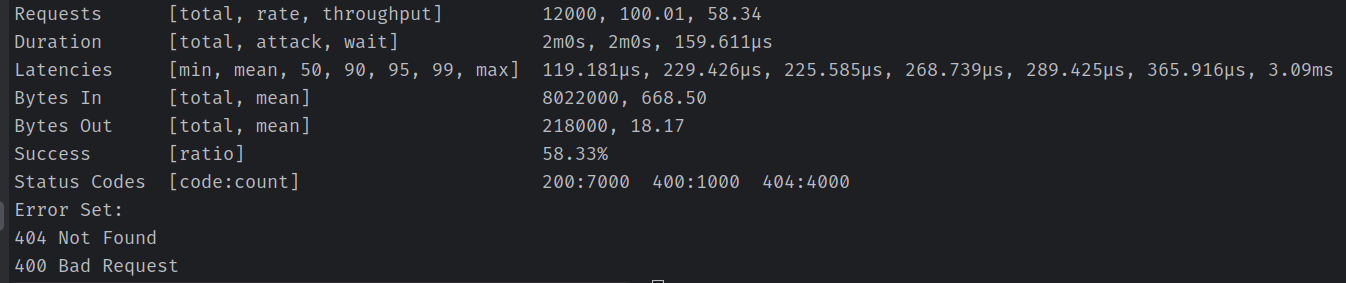 Requests [total, rate, throughput] 12000, 100.01, 58.34
Duration [total, attack, wait] 2m0s, 2m0s, 159.611µs
Latencies [min, mean, 50, 90, 95, 99, max] 119.181µs, 229.426µs, 225.585µs, 268.739µs, 289.425µs, 365.916µs, 3.09ms
Bytes In [total, mean] 8022000, 668.50
Bytes Out [total, mean] 218000, 18.17
Success [ratio] 58.33%
Status Codes [code:count] 200:7000 400:1000 404:4000
Error Set:
404 Not Found
400 Bad Request